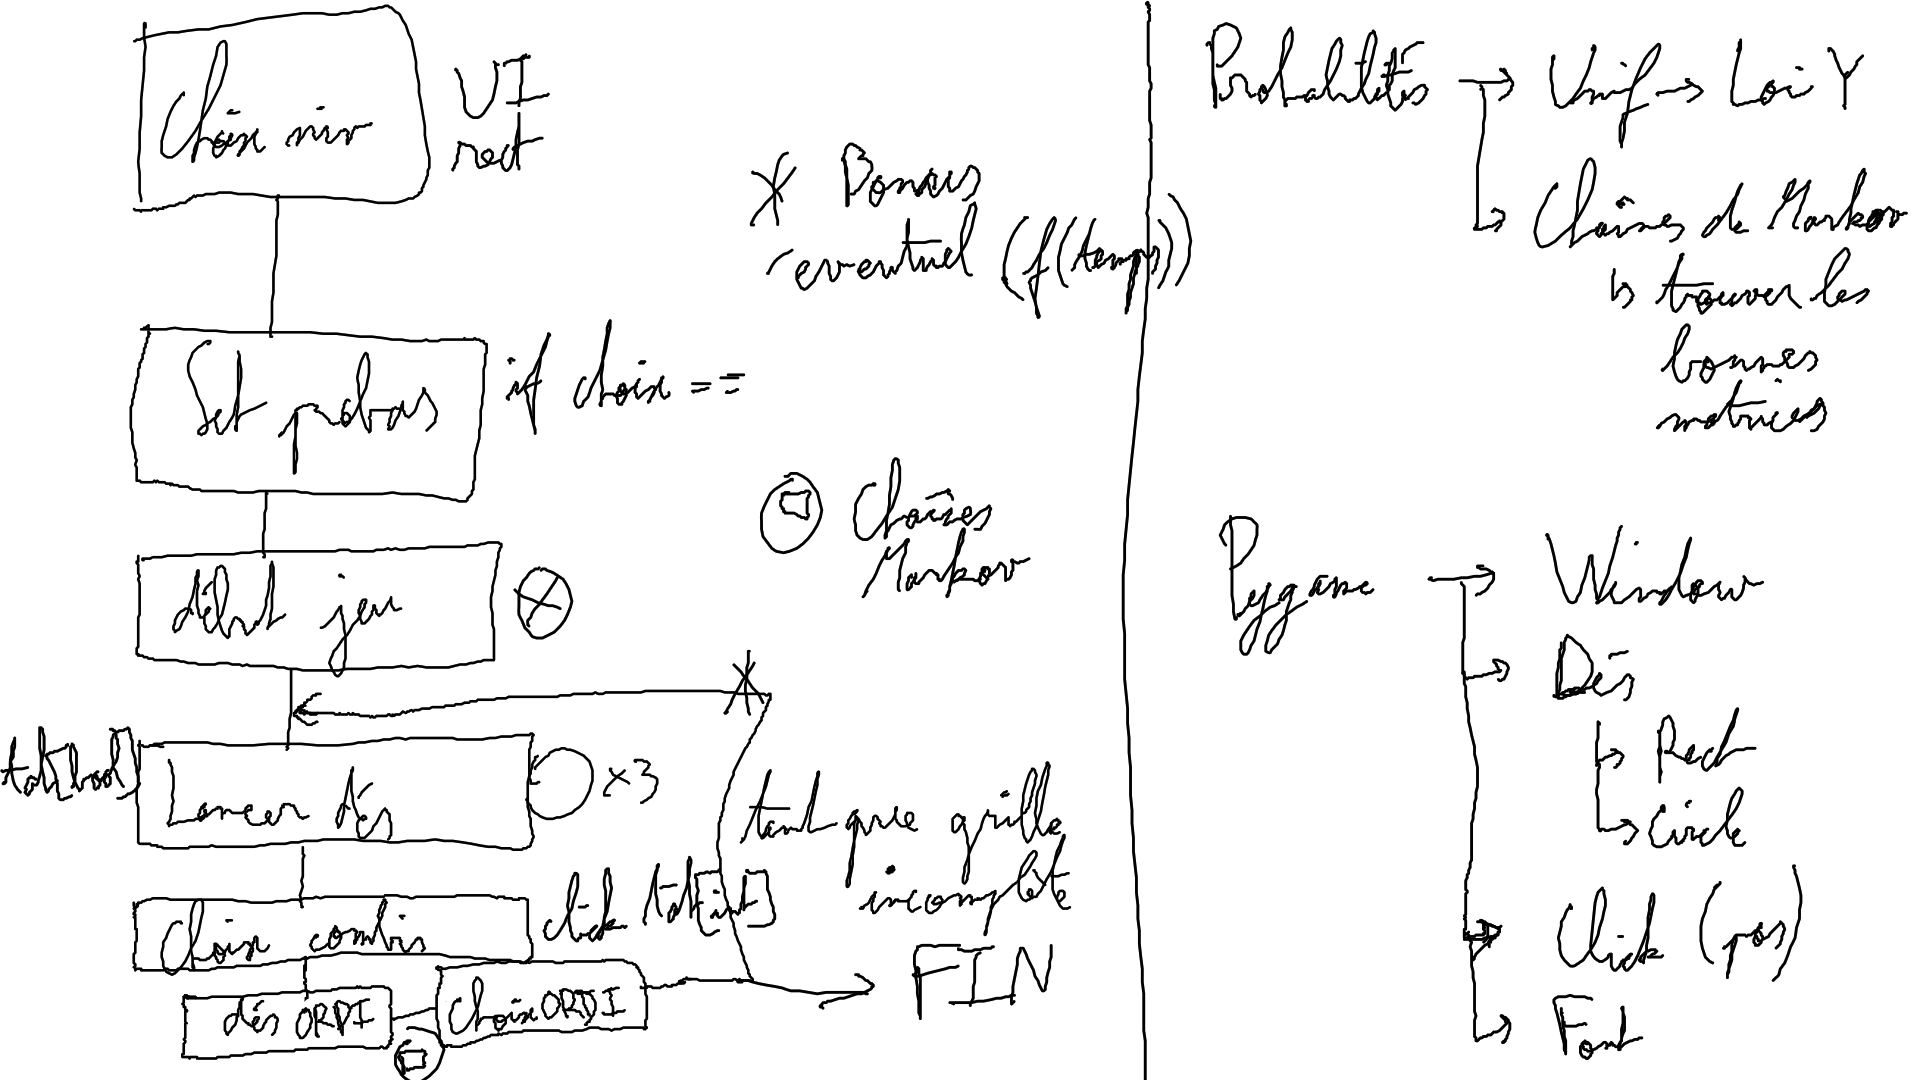 Choix niv
UI
rect
* Bonus
éventuel (f(temps))
Set probas
if choix ==
Chaînes
Markov
début jeu
tab[bool]
Lancer dés
x3
tant que grille
incomplète
Choix combis
click tab[int]
dés ORDI
Choix ORDI
FIN
Probabilités → Unif → Loi Y
Chaînes de Markov
↳ trouver les
bonnes
matrices
Pygame → Window
Dés
Rect
Circle
Click (pos)
Font